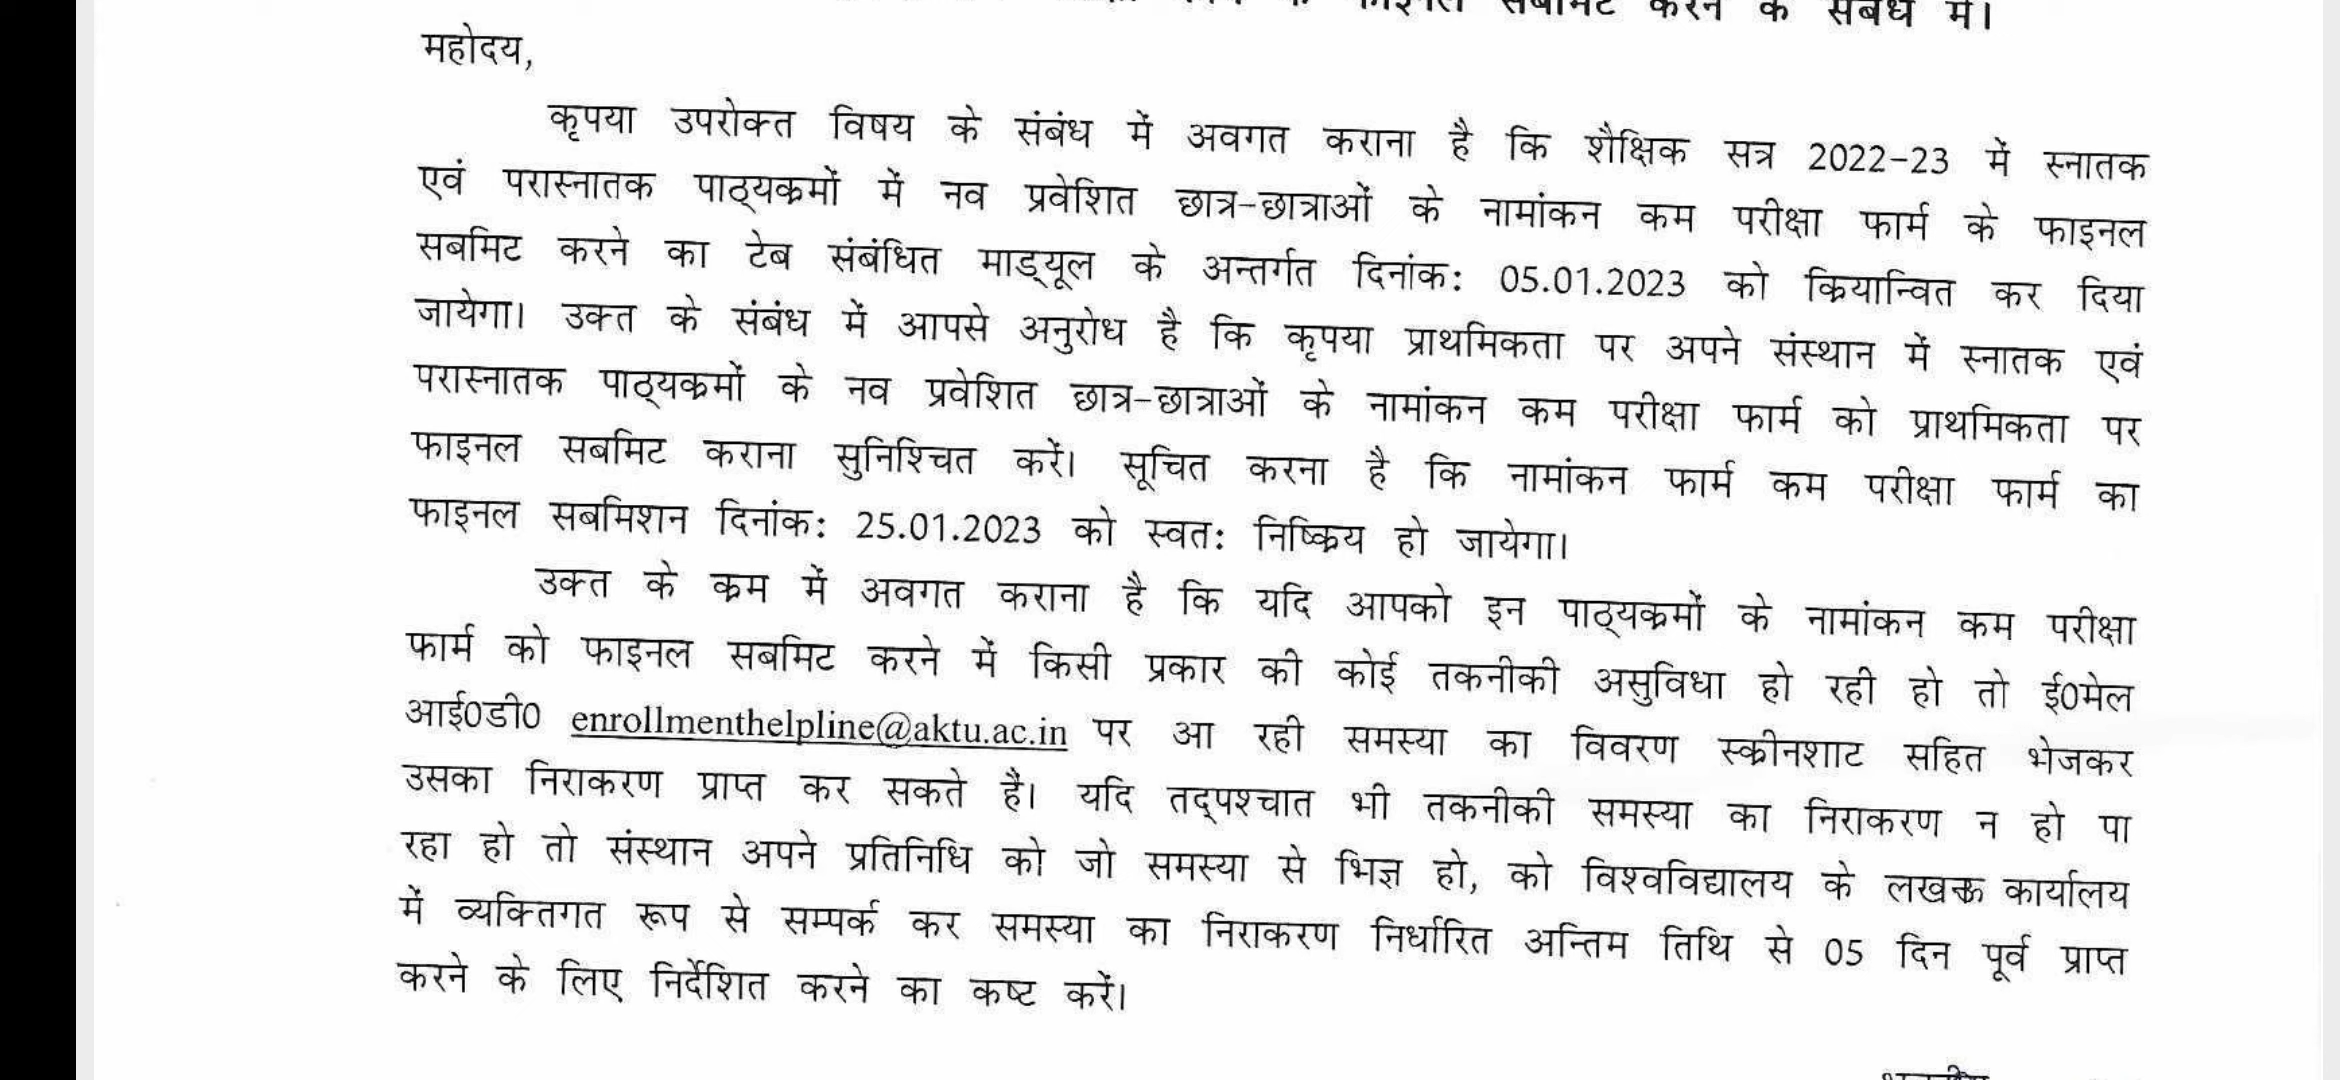 सबमिट करने के संबंध में।
महोदय,
कृपया उपरोक्त विषय के संबंध में अवगत कराना है कि शैक्षिक सत्र 2022-23 में स्नातक
एवं परास्नातक पाठ्यक्रमों में नव प्रवेशित छात्र-छात्राओं के नामांकन कम परीक्षा फार्म के फाइनल
सबमिट करने का टेब संबंधित माड्यूल के अन्तर्गत दिनांक: 05.01.2023 को क्रियान्वित कर दिया
जायेगा। उक्त के संबंध में आपसे अनुरोध है कि कृपया प्राथमिकता पर अपने संस्थान में स्नातक एवं
परास्नातक पाठ्यक्रमों के नव प्रवेशित छात्र-छात्राओं के नामांकन कम परीक्षा फार्म को प्राथमिकता पर
फाइनल सबमिट कराना सुनिश्चित करें। सूचित करना है कि नामांकन फार्म कम परीक्षा फार्म का
फाइनल सबमिशन दिनांक: 25.01.2023 को स्वत: निष्क्रिय हो जायेगा।
उक्त के क्रम में अवगत कराना है कि यदि आपको इन पाठ्यक्रमों के नामांकन कम परीक्षा
फार्म को फाइनल सबमिट करने में किसी प्रकार की कोई तकनीकी असुविधा हो रही हो तो ई0मेल
आई0डी0 enrollmenthelpline@aktu.ac.in पर आ रही समस्या का विवरण स्क्रीनशाट सहित भेजकर
उसका निराकरण प्राप्त कर सकते हैं। यदि तद्पश्चात भी तकनीकी समस्या का निराकरण न हो पा
रहा हो तो संस्थान अपने प्रतिनिधि को जो समस्या से भिज्ञ हो, को विश्वविद्यालय के लखनऊ कार्यालय
में व्यक्तिगत रूप से सम्पर्क कर समस्या का निराकरण निर्धारित अन्तिम तिथि से 05 दिन पूर्व प्राप्त
करने के लिए निर्देशित करने का कष्ट करें।